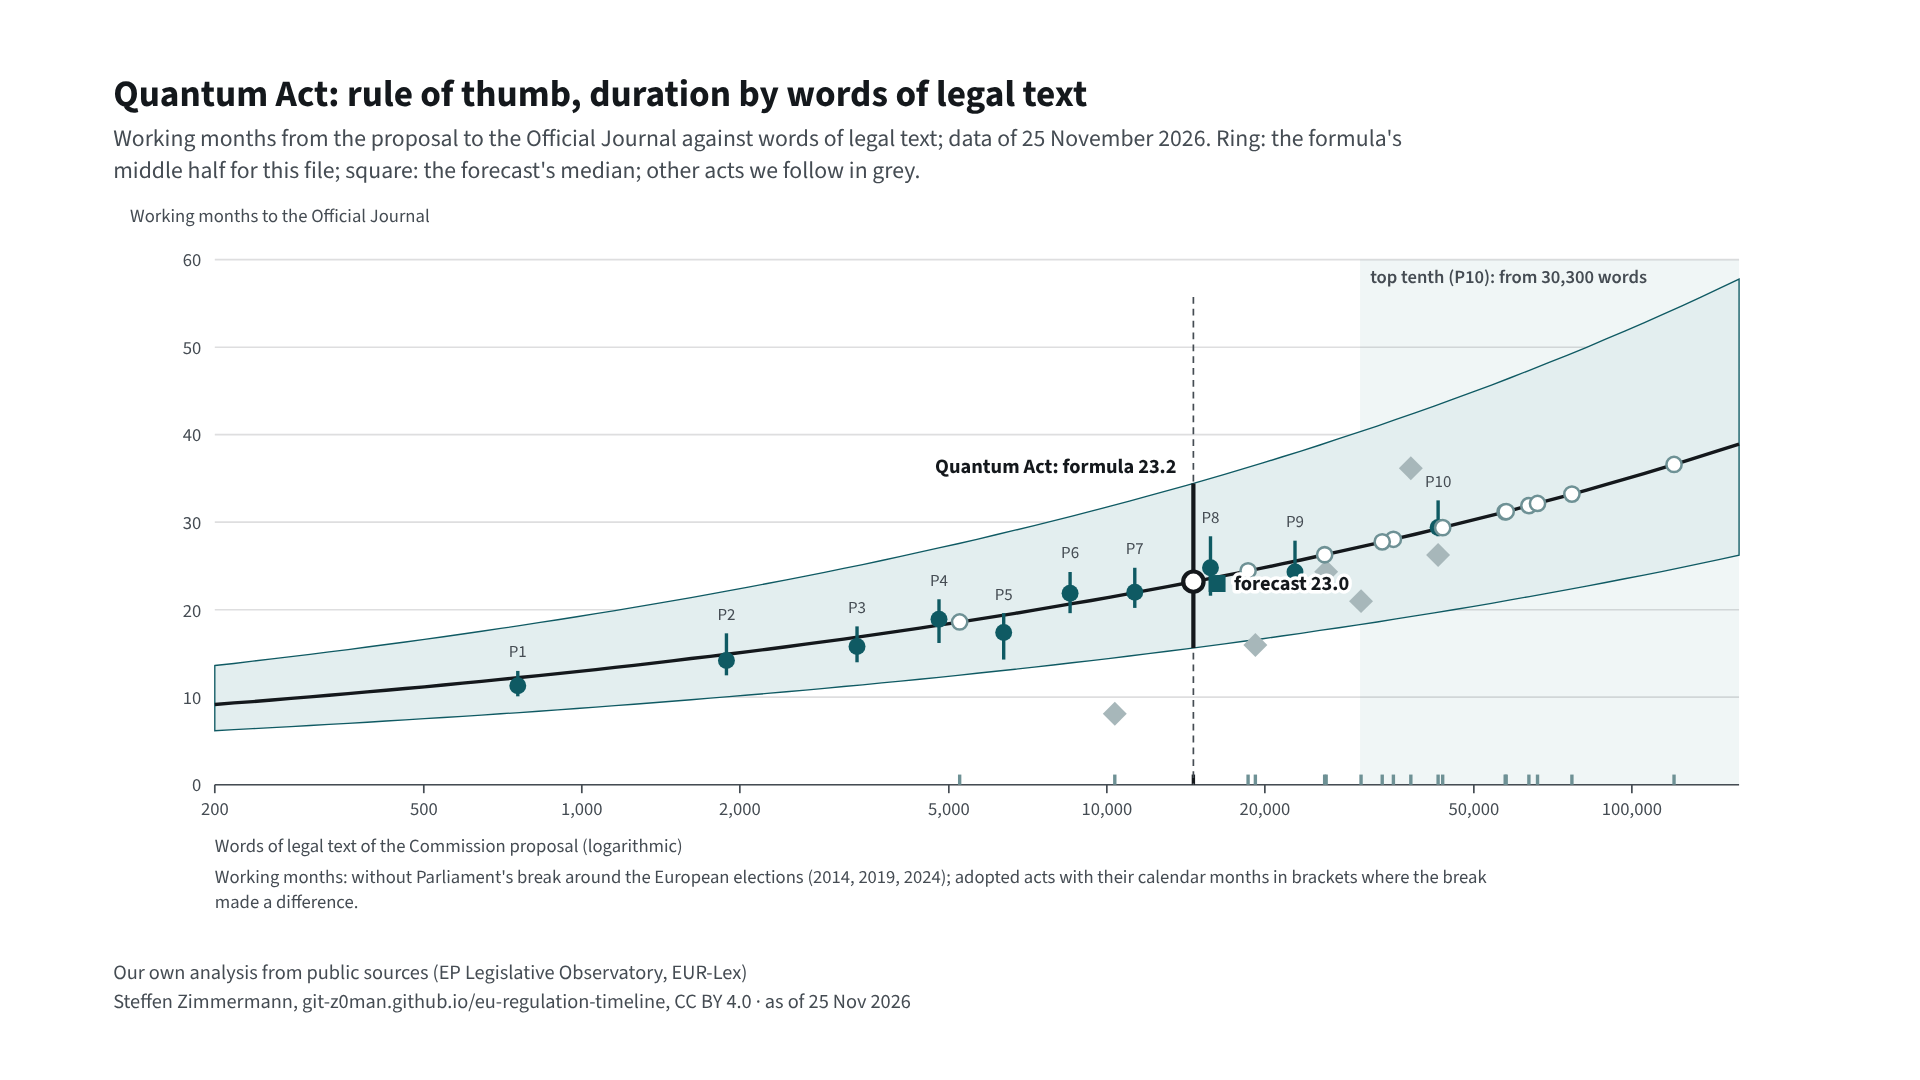 Quantum Act: rule of thumb, duration by words of legal text
Working months from the proposal to the Official Journal against words of legal text; data of 25 November 2026. Ring: the formula's
middle half for this file; square: the forecast's median; other acts we follow in grey.
Working months to the Official Journal
60
top tenth (P10): from 30,300 words
50
40
Quantum Act: formula 23.2
P10
30
P8
P9
P7
P6
P4
P5
forecast 23.0
20
P3
P2
P1
10
0
200
500
1,000
2,000
5,000
10,000
20,000
50,000
100,000
Words of legal text of the Commission proposal (logarithmic)
Working months: without Parliament's break around the European elections (2014, 2019, 2024); adopted acts with their calendar months in brackets where the break
made a difference.
Our own analysis from public sources (EP Legislative Observatory, EUR-Lex)
Steffen Zimmermann, git-z0man.github.io/eu-regulation-timeline, CC BY 4.0 · as of 25 Nov 2026